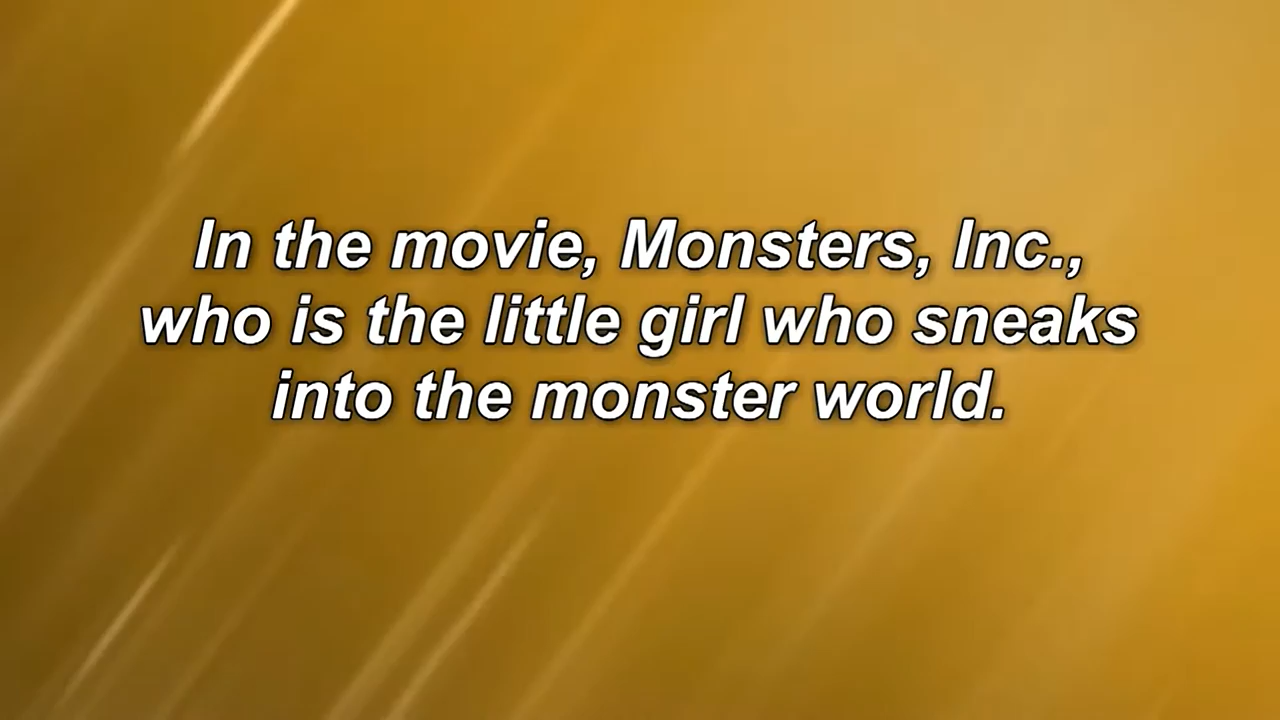 In the movie, Monsters, Inc.,
who is the little girl who sneaks
into the monster world.